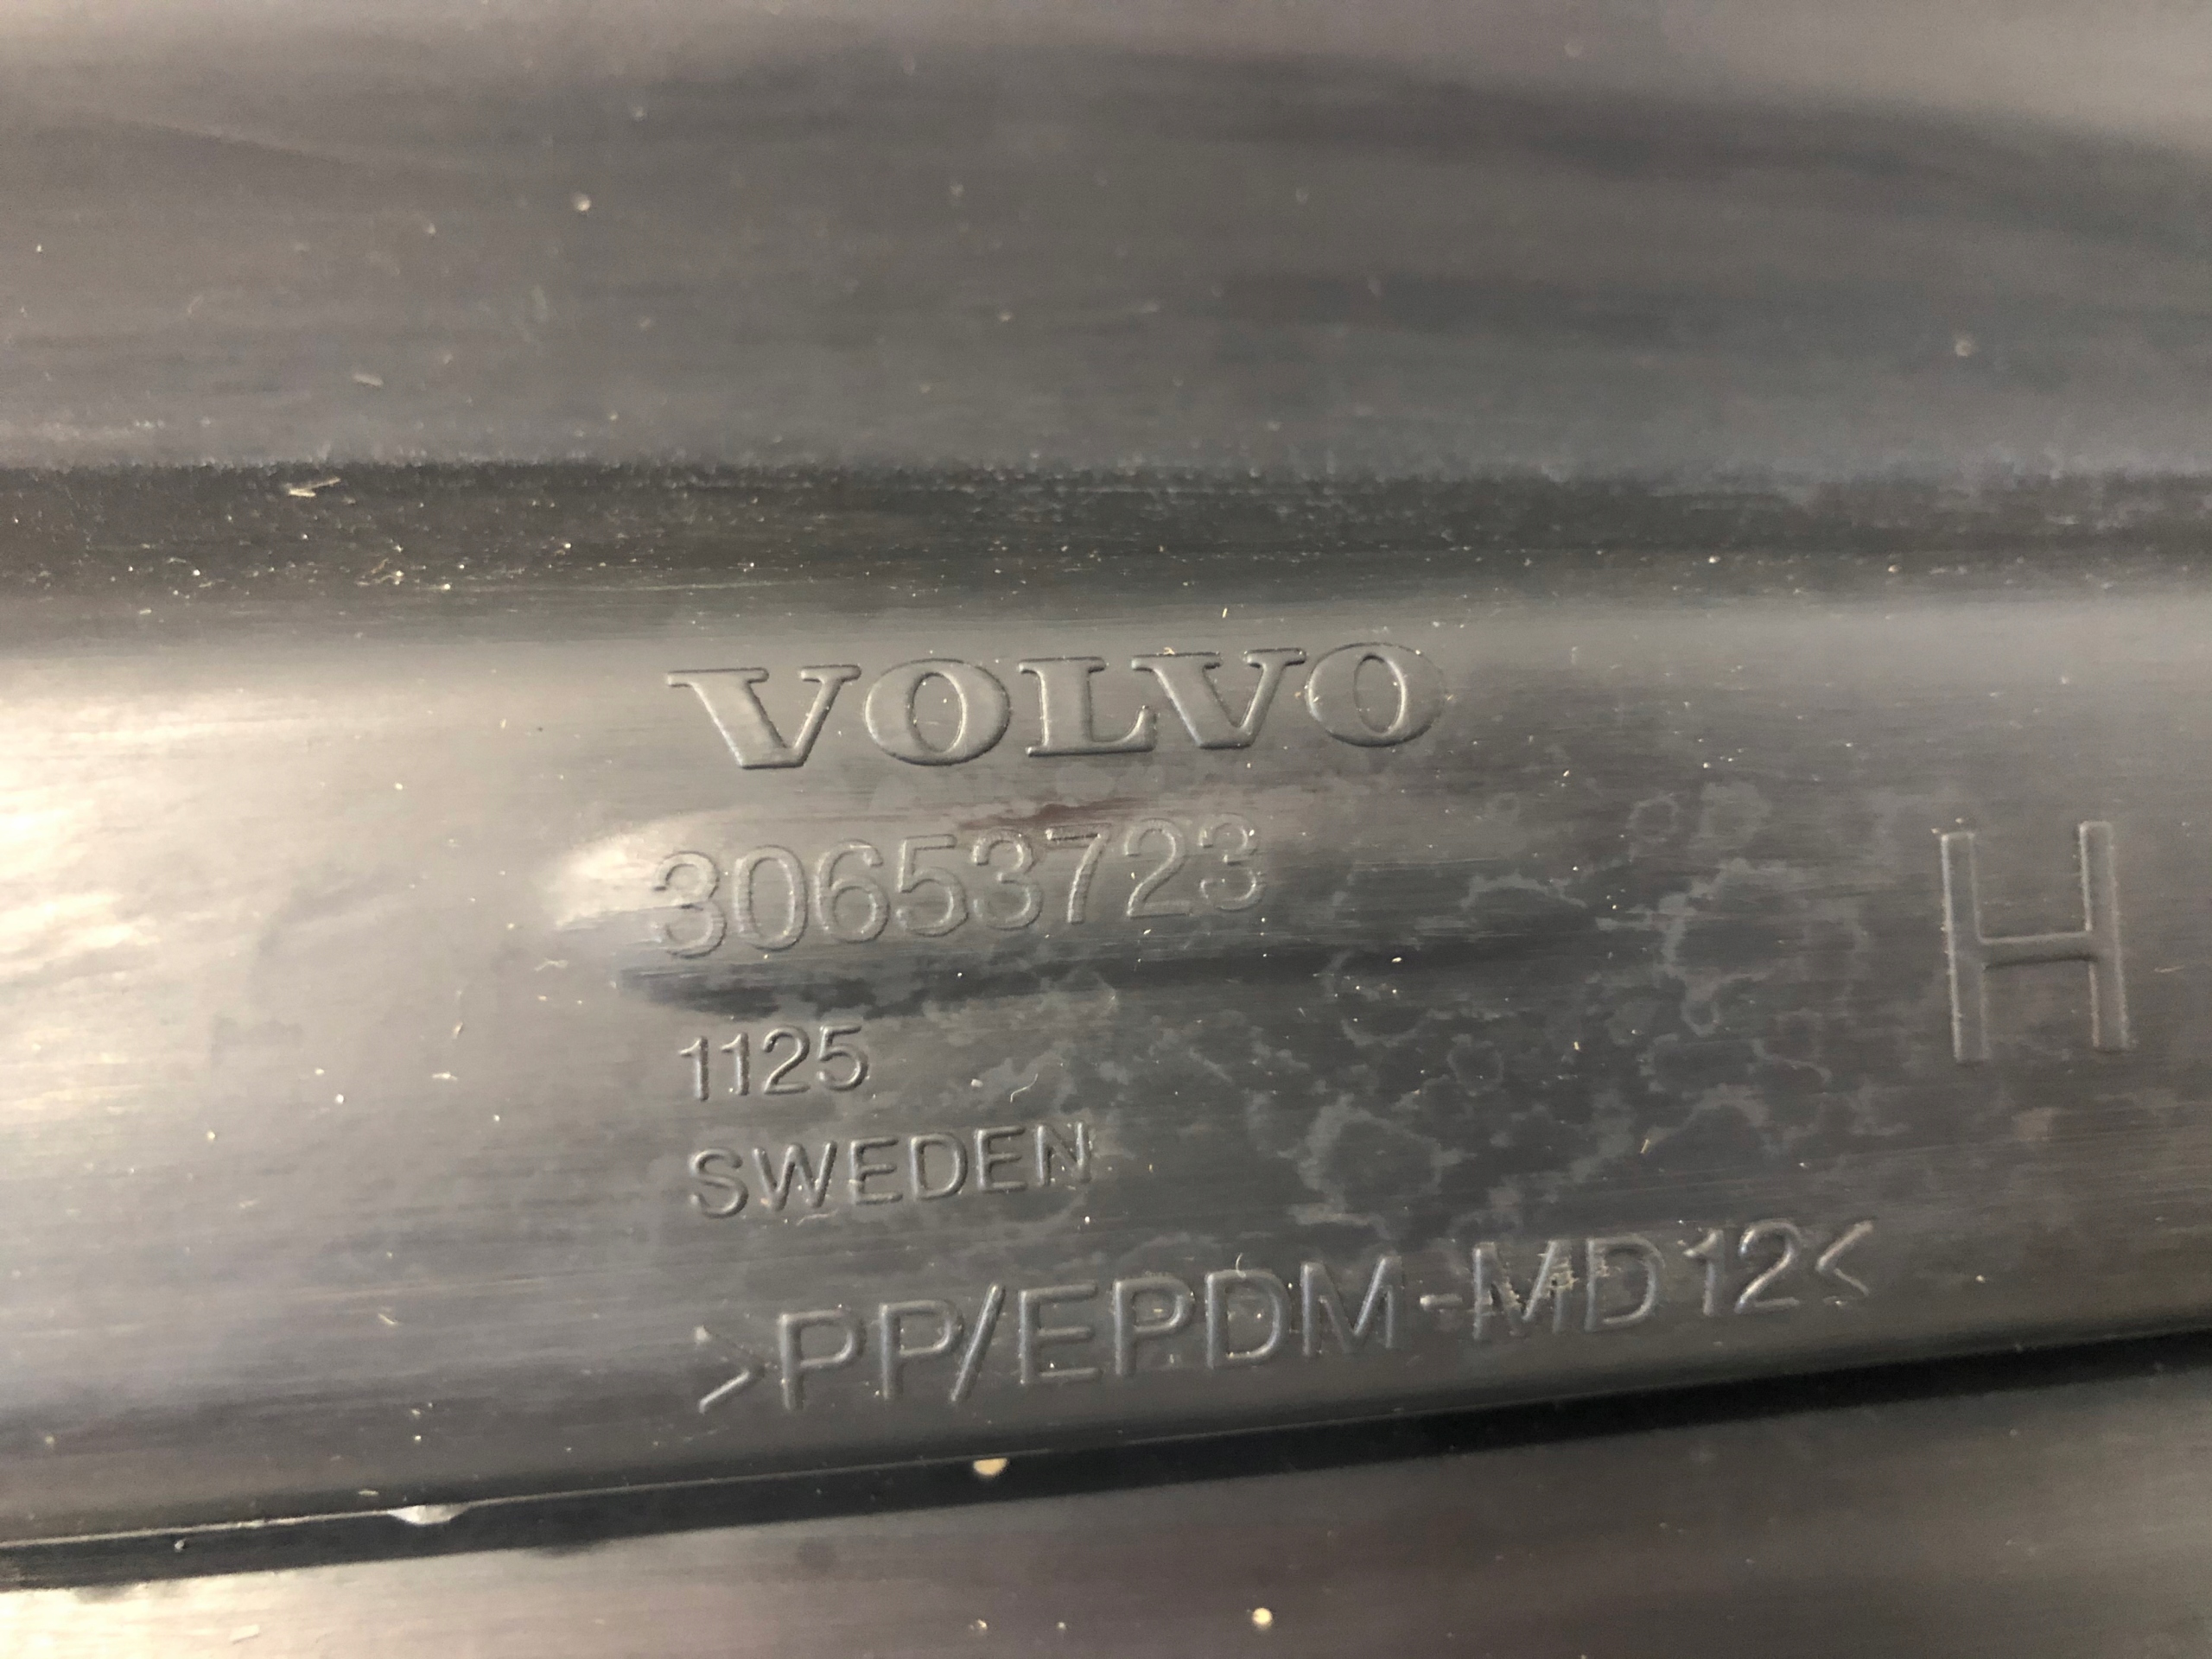 VOLVO
30653723
H
1125
SWEDEN
>PP/EPDM-MD12<